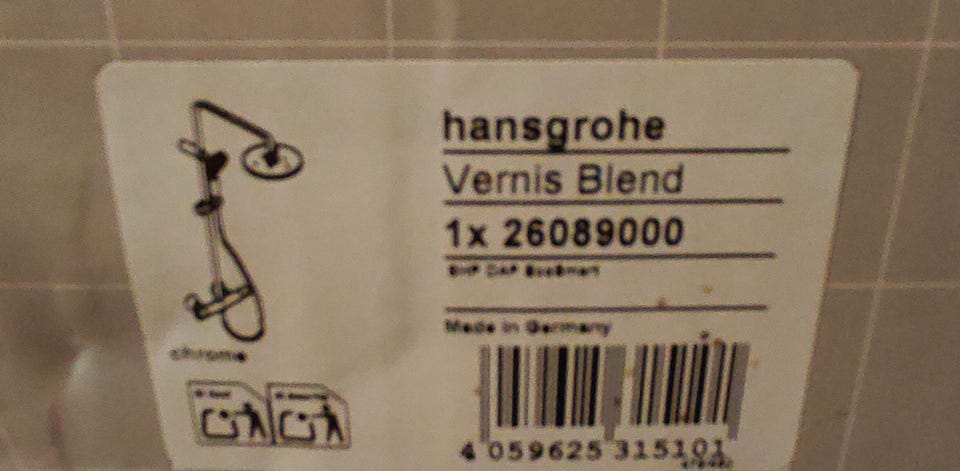 hansgrohe
Vernis Blend
1x 26089000
Made in Germany
chrome
4 059625 315101